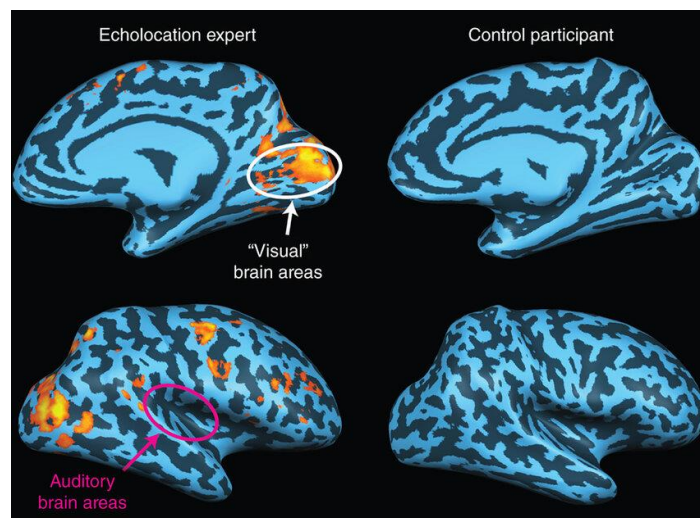 Echolocation expert
Control participant
“Visual”
brain areas
Auditory
brain areas